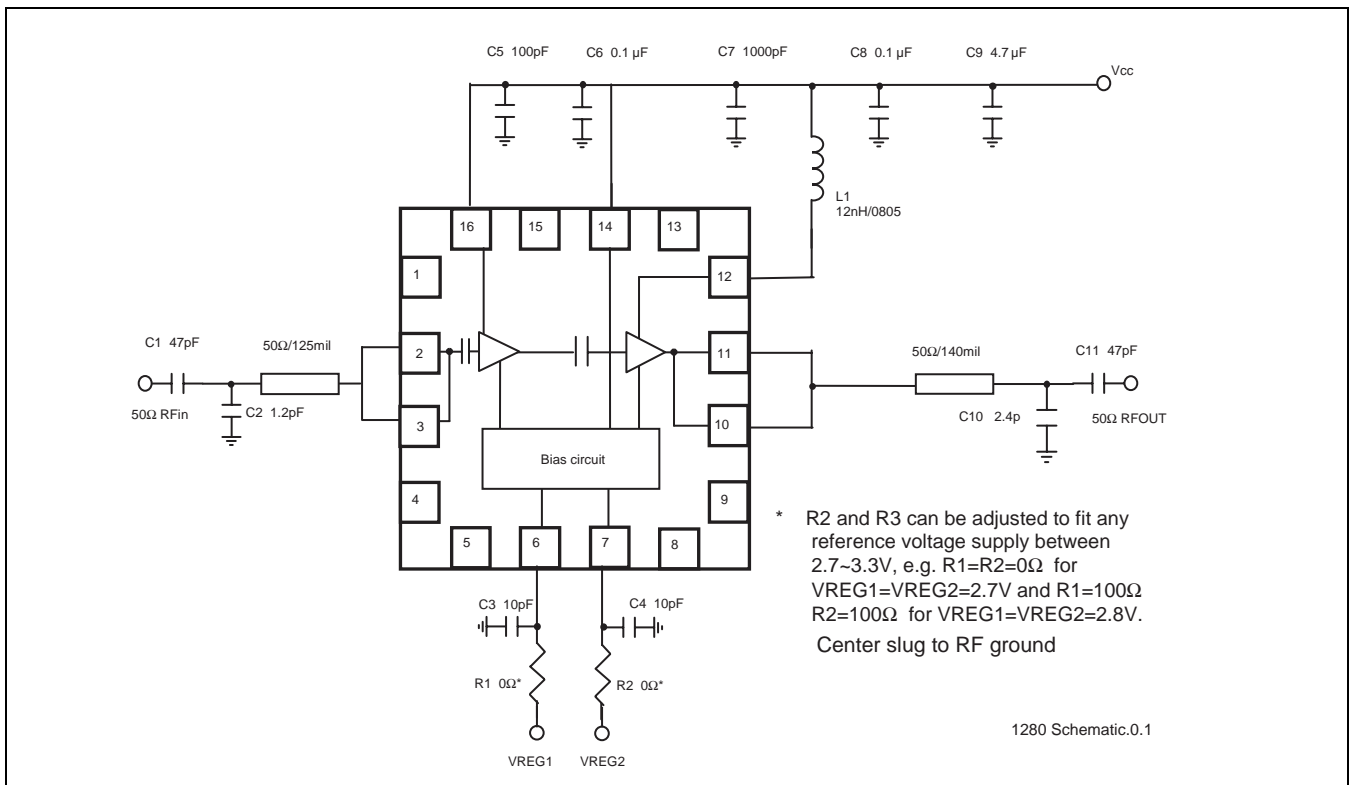 C5 100pF
C6 0.1 µF
C7 1000pF
C8 0.1 µF
C9 4.7 µF
Vcc
L1
12nH/0805
16
15
14
13
1
12
C1 47pF
50Ω/125mil
2
11
50Ω/140mil
C11 47pF
50Ω RFin
C2 1.2pF
3
10
C10 2.4p
50Ω RFOUT
Bias circuit
4
9
5
6
7
8
* R2 and R3 can be adjusted to fit any
reference voltage supply between
2.7~3.3V, e.g. R1=R2=0Ω for
VREG1=VREG2=2.7V and R1=100Ω
R2=100Ω for VREG1=VREG2=2.8V.
Center slug to RF ground
C3 10pF
C4 10pF
R1 0Ω*
R2 0Ω*
VREG1
VREG2
1280 Schematic.0.1